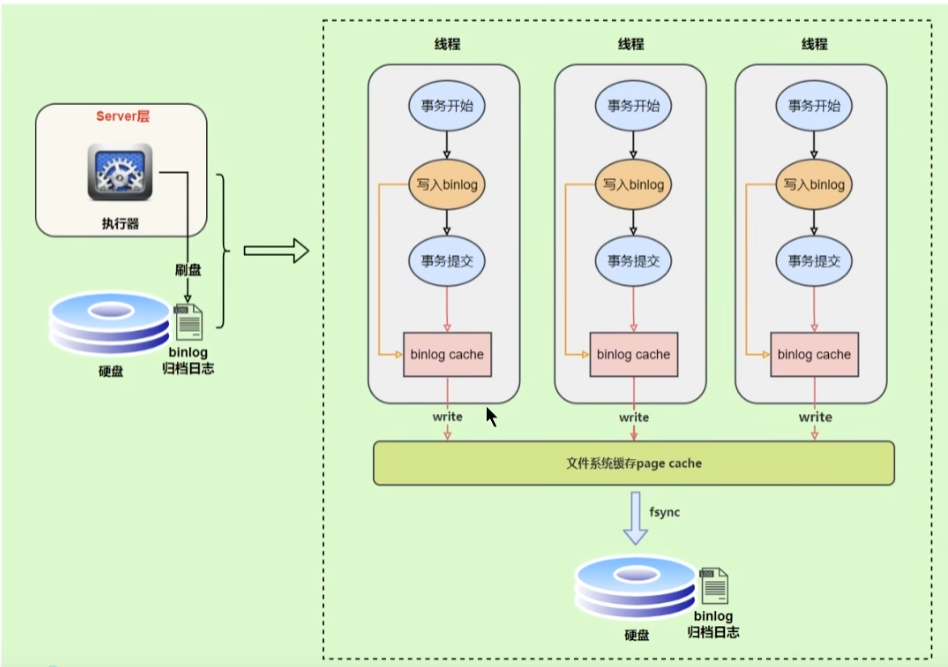 Server层
执行器
刷盘
硬盘
binlog
归档日志
线程
线程
线程
事务开始
事务开始
事务开始
写入binlog
写入binlog
写入binlog
事务提交
事务提交
事务提交
binlog cache
binlog cache
binlog cache
write
write
write
文件系统缓存page cache
fsync
硬盘
binlog
归档日志